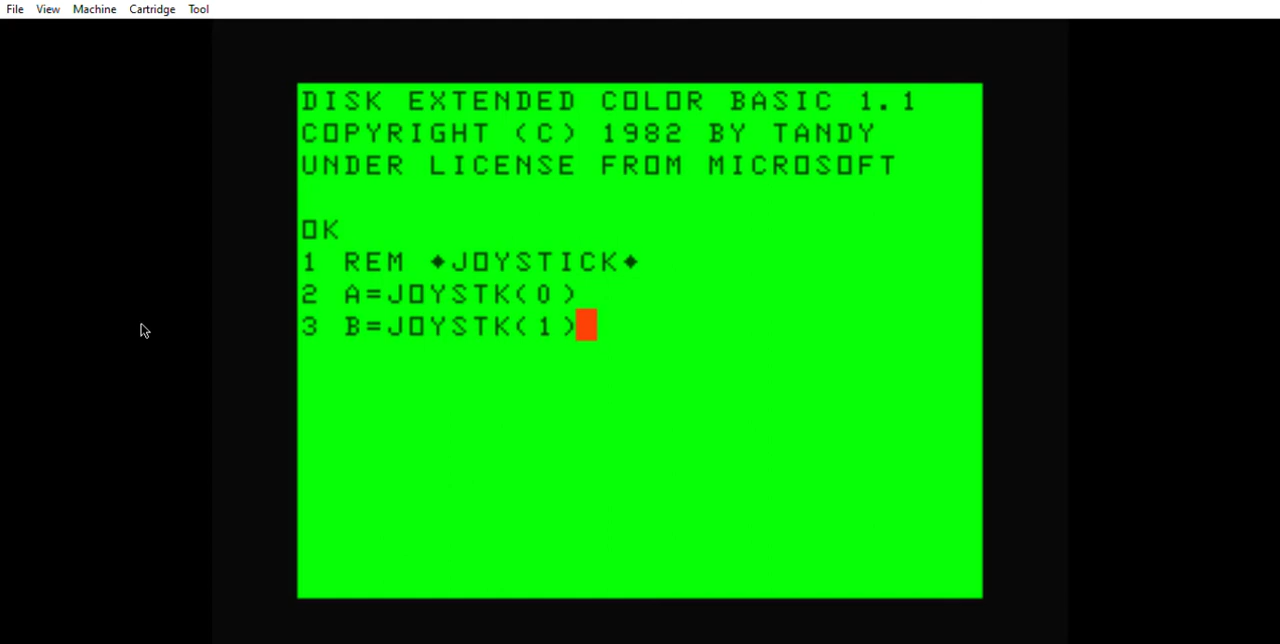 File View Machine Cartridge Tool
DISK EXTENDED COLOR BASIC 1.1
COPYRIGHT (C) 1982 BY TANDY
UNDER LICENSE FROM MICROSOFT
OK
1 REM *JOYSTICK*
2 A=JOYSTK(0)
3 B=JOYSTK(1)